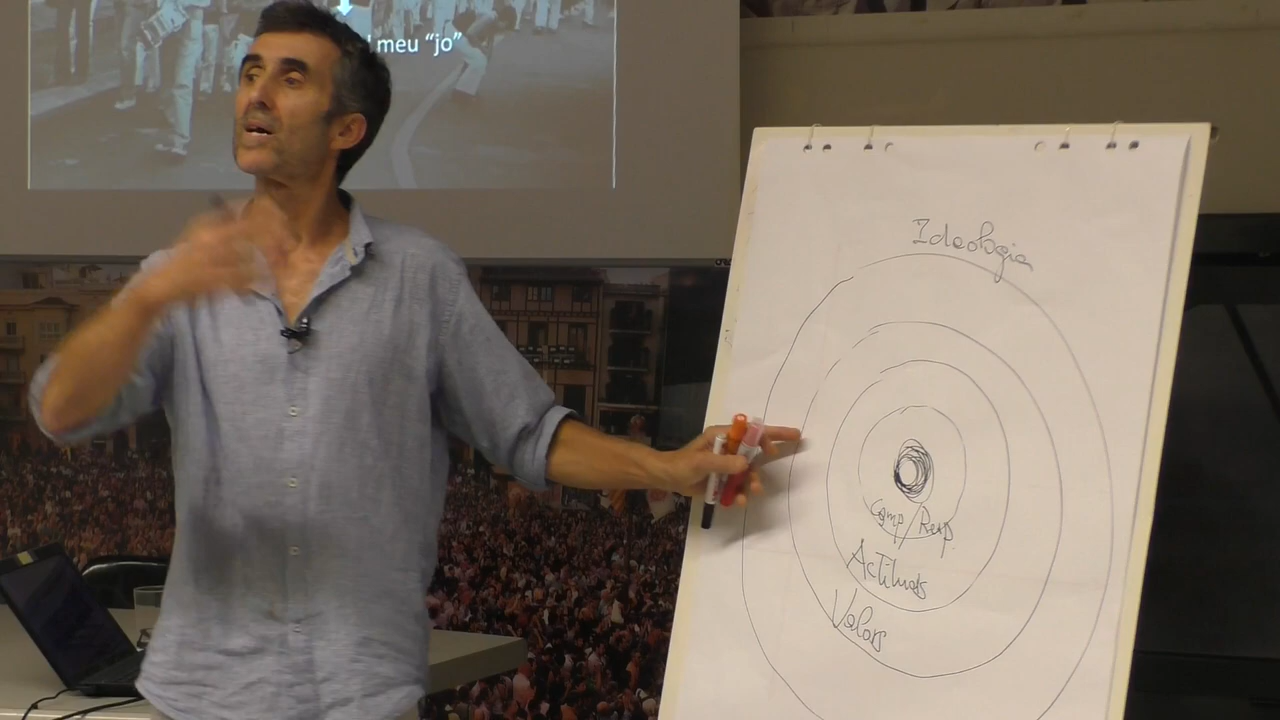 meu “jo”
Ideologia
Comp/Resp
Actituds
Valors